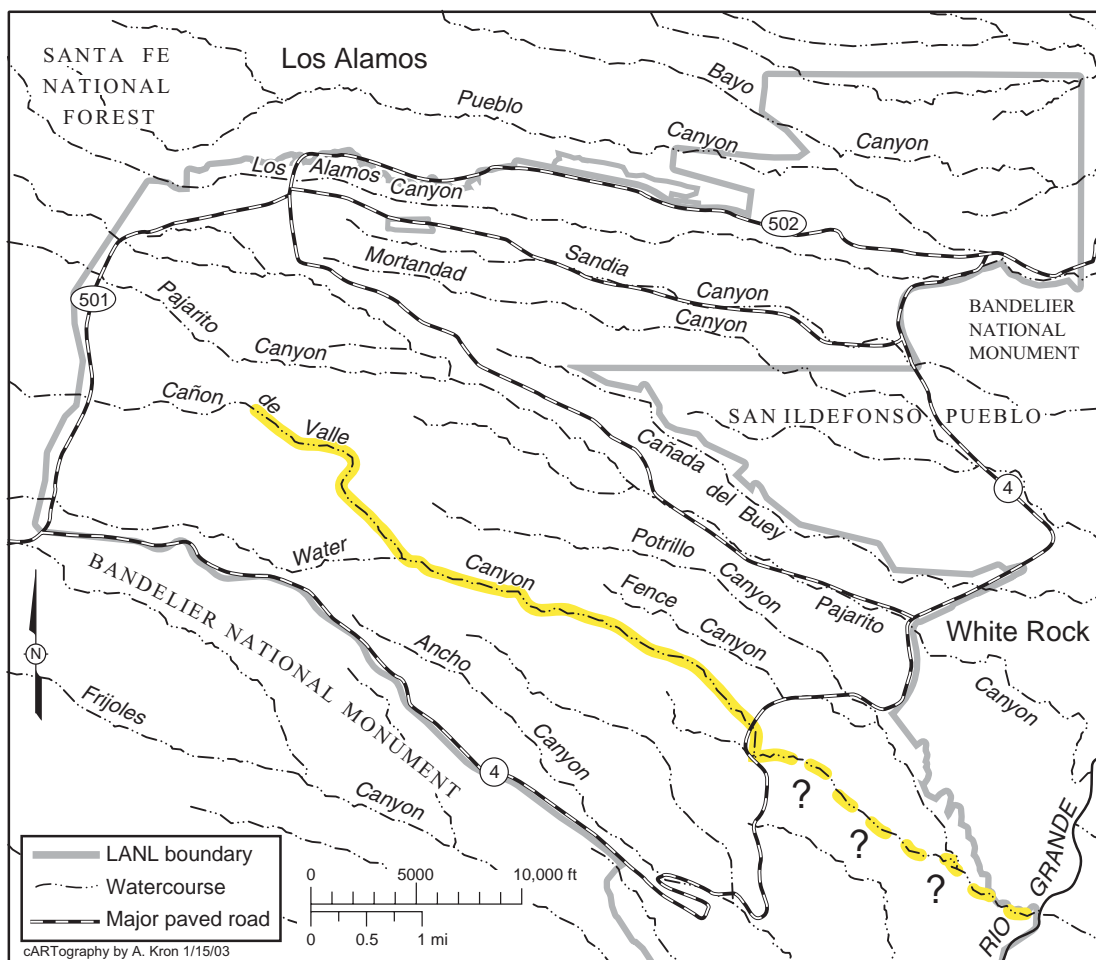 SANTA FE
NATIONAL
FOREST
Los Alamos
Bayo
Canyon
Pueblo
Canyon
Los Alamos Canyon
502
Sandia
Canyon
Mortandad
Canyon
501
Pajarito
Canyon
BANDELIER
NATIONAL
MONUMENT
SAN ILDEFONSO PUEBLO
Cañon de Valle
Cañada del Buey
4
Water
Canyon
Potrillo
Canyon
Fence
Canyon
Pajarito
Canyon
White Rock
BANDELIER NATIONAL MONUMENT
N
Ancho
Canyon
Frijoles
Canyon
4
?
?
?
RIO GRANDE
LANL boundary
Watercourse
Major paved road
0 5000 10,000 ft
0 0.5 1 mi
cARTography by A. Kron 1/15/03